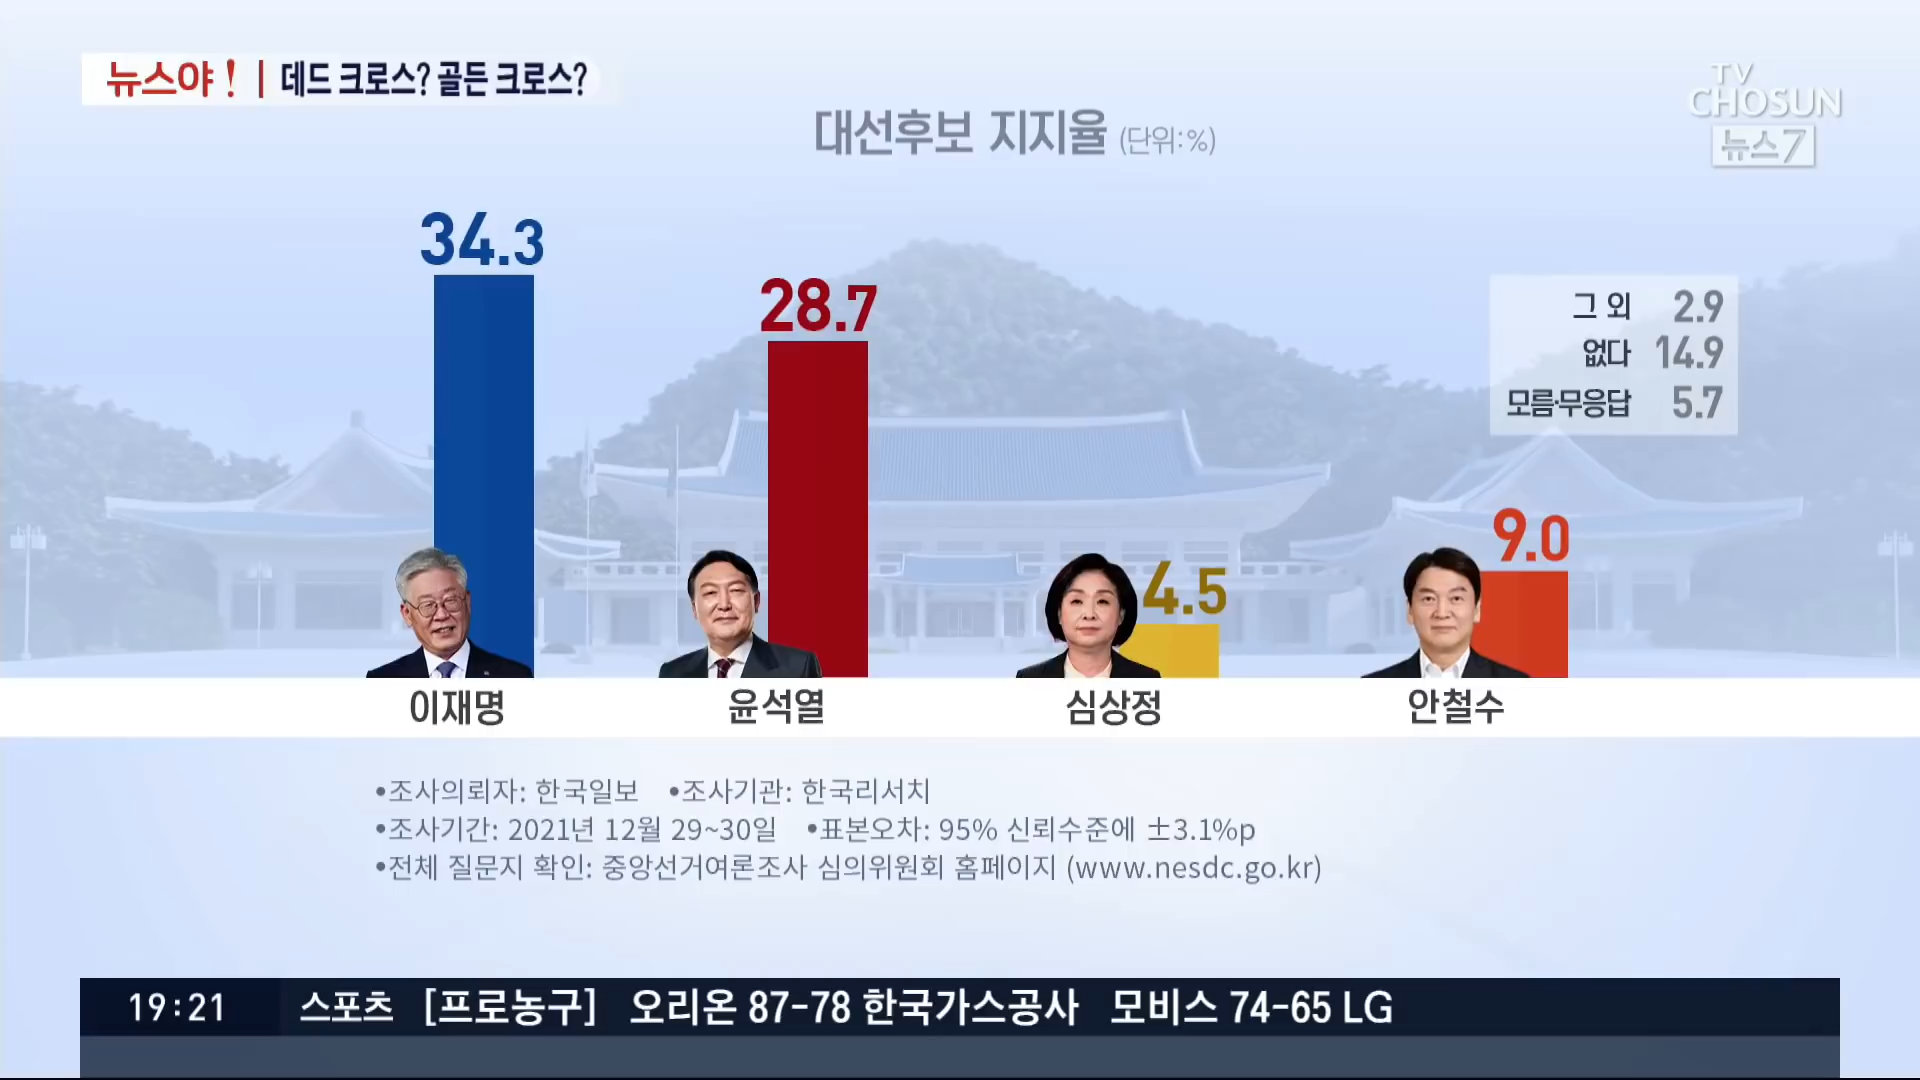 뉴스야! | 데드 크로스? 골든 크로스?
TV
CHOSUN
뉴스7
대선후보 지지율 (단위:%)
34.3
28.7
4.5
9.0
그 외 2.9
없다 14.9
모름·무응답 5.7
이재명 윤석열 심상정 안철수
•조사의뢰자: 한국일보 •조사기관: 한국리서치
•조사기간: 2021년 12월 29~30일 •표본오차: 95% 신뢰수준에 ±3.1%p
•전체 질문지 확인: 중앙선거여론조사 심의위원회 홈페이지 (www.nesdc.go.kr)
19:21 스포츠 [프로농구] 오리온 87-78 한국가스공사 모비스 74-65 LG